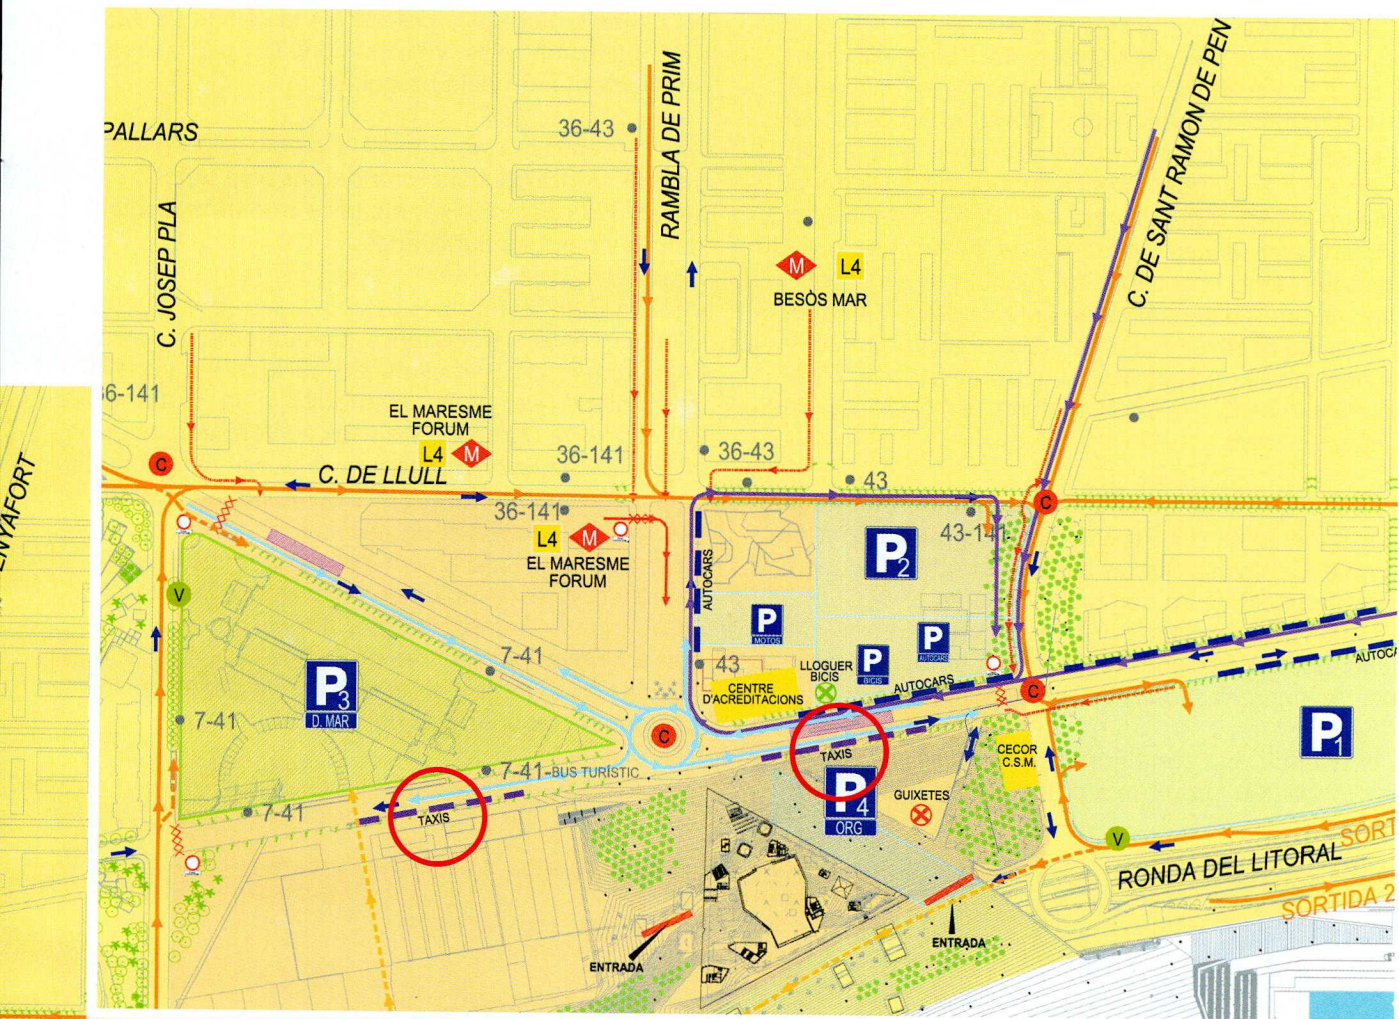 PALLARS
C. JOSEP PLA
36-43
RAMBLA DE PRIM
C. DE SANT RAMON DE PEN
M
L4
BESÒS MAR
36-141
EL MARESME
FORUM
L4
M
C
C. DE LLULL
36-141
36-43
43
36-141
L4
M
EL MARESME
FORUM
43-141
C
ENYAFORT
V
AUTOCARS
P2
P
MOTOS
P
BICIS
P
AUTOCARS
7-41
43
LLOGUER
BICIS
CENTRE
D'ACREDITACIONS
AUTOCARS
AUTOCA
C
P3
D. MAR
7-41
C
TAXIS
CECOR
C.S.M.
P1
7-41-BUS TURÍSTIC
7-41
TAXIS
P4
ORG
GUIXETES
V
SORT
RONDA DEL LITORAL
SORTIDA 2
ENTRADA
ENTRADA